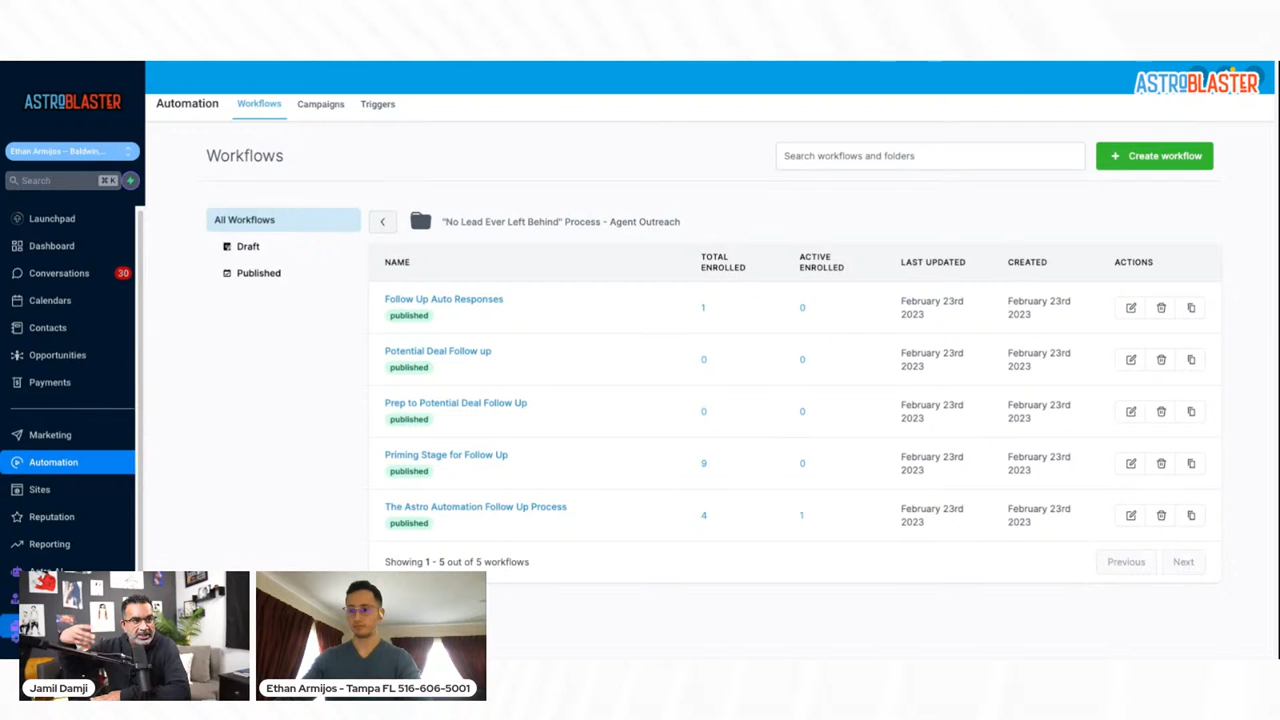 ASTROBLASTER
ASTROBLASTER
Ethan Armijos -- Baldwin,...
Search ⌘K
Launchpad
Dashboard
Conversations 30
Calendars
Contacts
Opportunities
Payments
Marketing
Automation
Sites
Reputation
Reporting
Automation Workflows Campaigns Triggers
Workflows
Search workflows and folders
+ Create workflow
All Workflows
Draft
Published
"No Lead Ever Left Behind" Process - Agent Outreach
NAME TOTAL ENROLLED ACTIVE ENROLLED LAST UPDATED CREATED ACTIONS
Follow Up Auto Responses 1 0 February 23rd 2023 February 23rd 2023
published
Potential Deal Follow up 0 0 February 23rd 2023 February 23rd 2023
published
Prep to Potential Deal Follow Up 0 0 February 23rd 2023 February 23rd 2023
published
Priming Stage for Follow Up 9 0 February 23rd 2023 February 23rd 2023
published
The Astro Automation Follow Up Process 4 1 February 23rd 2023 February 23rd 2023
published
Showing 1 - 5 out of 5 workflows
Previous Next
Jamil Damji
Ethan Armijos - Tampa FL 516-606-5001